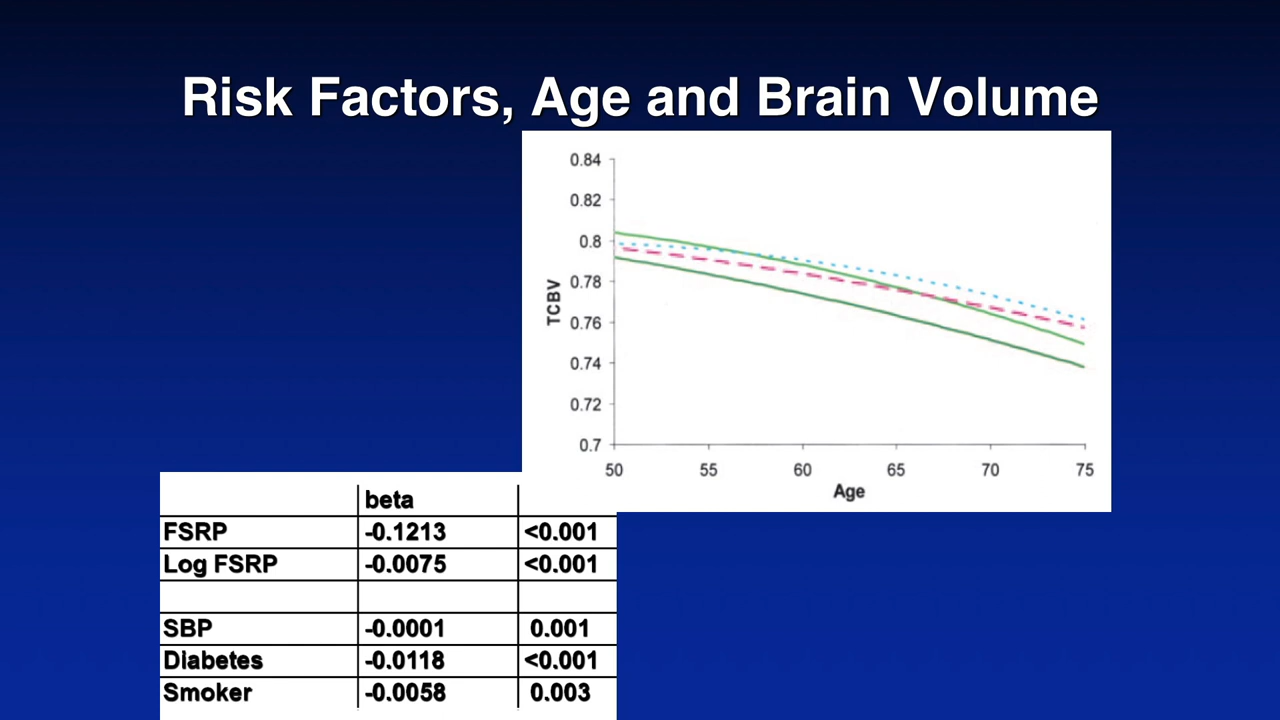 Risk Factors, Age and Brain Volume
0.84
0.82
0.8
0.78
0.76
0.74
0.72
0.7
TCBV
50 55 60 65 70 75
Age
beta
FSRP -0.1213 <0.001
Log FSRP -0.0075 <0.001
SBP -0.0001 0.001
Diabetes -0.0118 <0.001
Smoker -0.0058 0.003